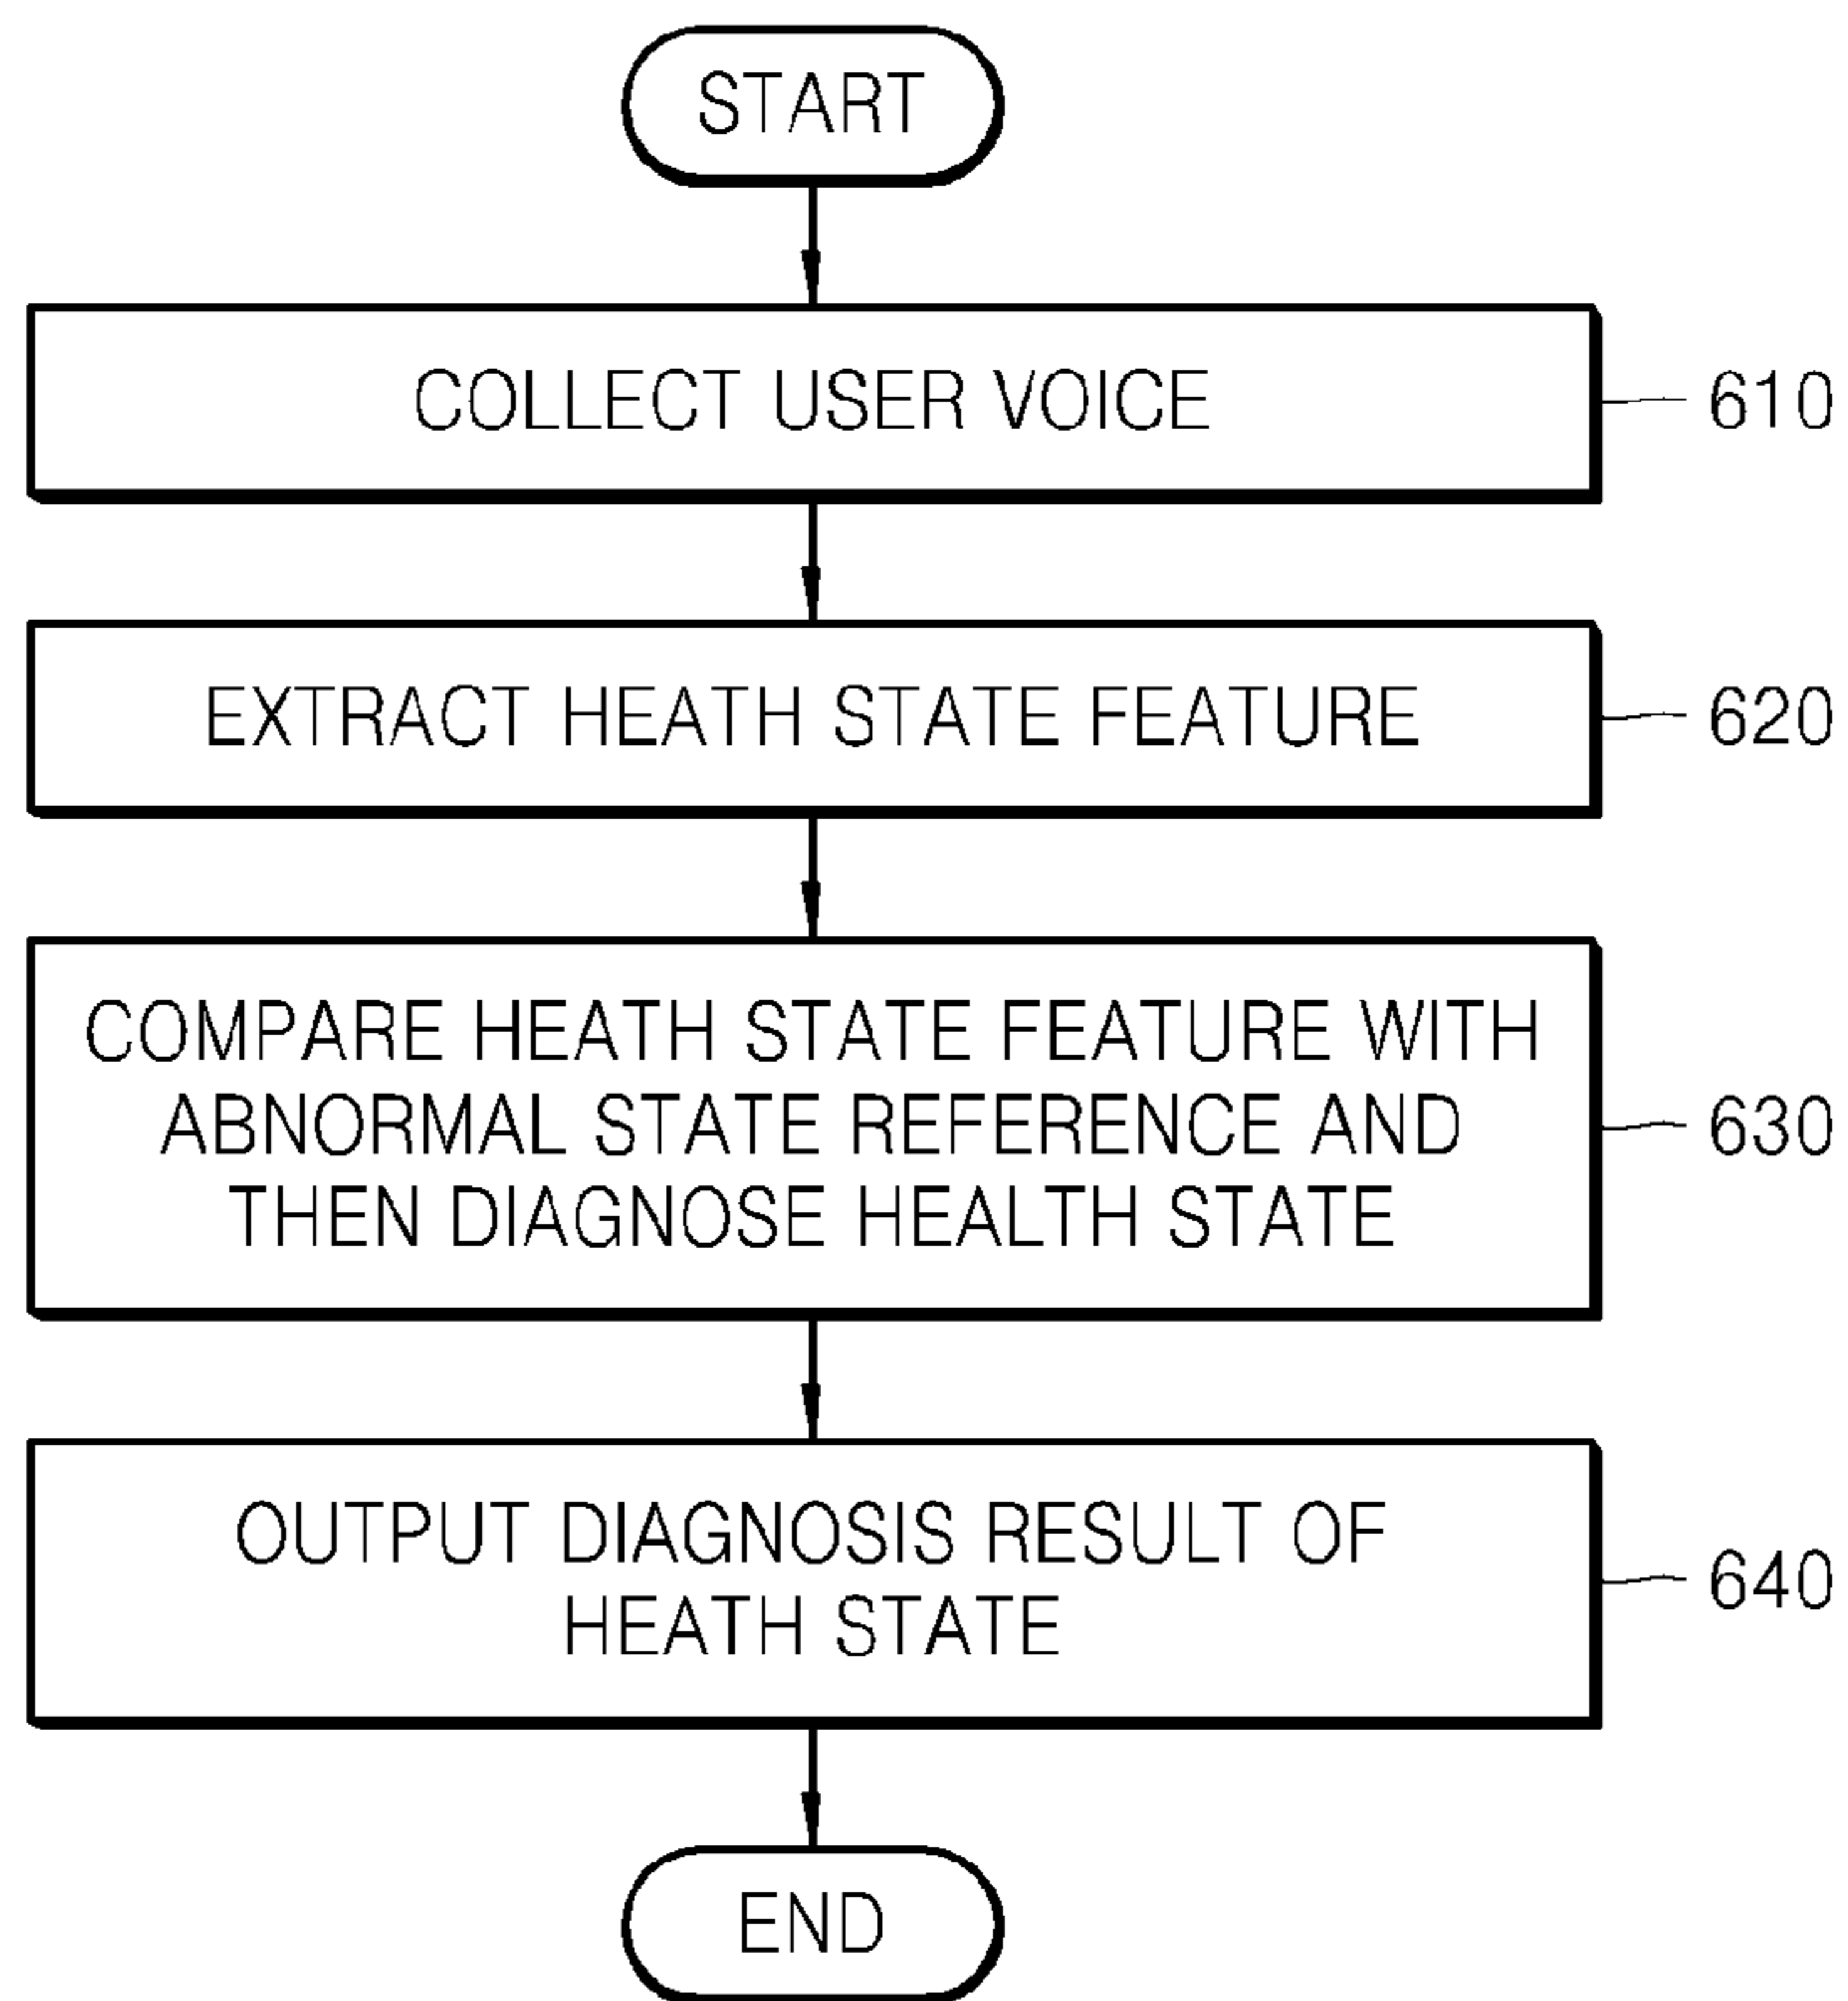 START
COLLECT USER VOICE
610
EXTRACT HEATH STATE FEATURE
620
COMPARE HEATH STATE FEATURE WITH
ABNORMAL STATE REFERENCE AND
THEN DIAGNOSE HEALTH STATE
630
OUTPUT DIAGNOSIS RESULT OF
HEATH STATE
640
END